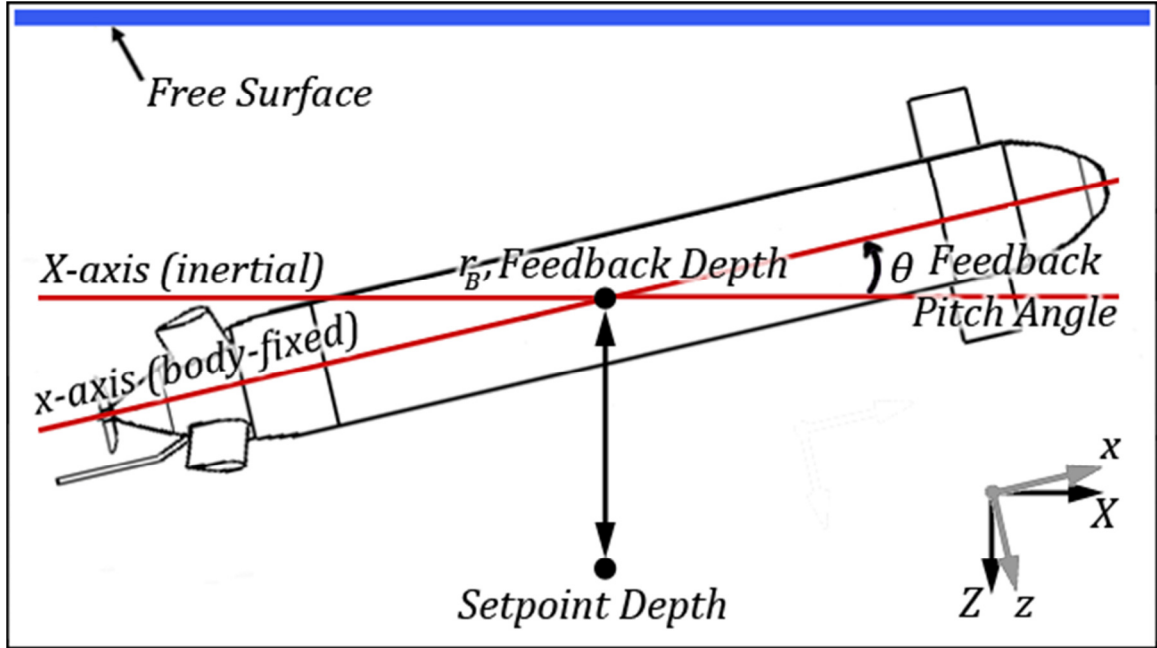 Free Surface
X-axis (inertial)
r_B, Feedback Depth
θ Feedback
Pitch Angle
x-axis (body-fixed)
Setpoint Depth
x
X
Z
z